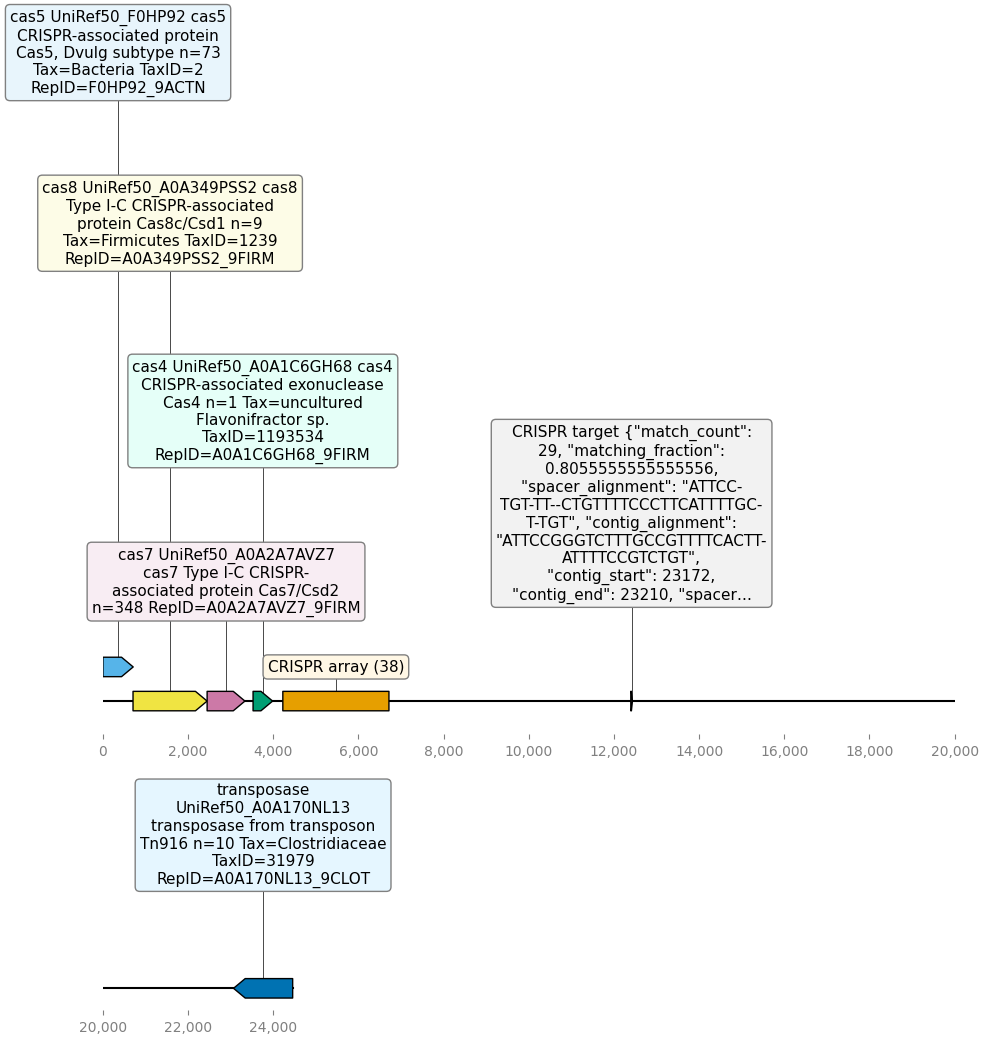 cas5 UniRef50_F0HP92 cas5
CRISPR-associated protein
Cas5, Dvulg subtype n=73
Tax=Bacteria TaxID=2
RepID=F0HP92_9ACTN
cas8 UniRef50_A0A349PSS2 cas8
Type I-C CRISPR-associated
protein Cas8c/Csd1 n=9
Tax=Firmicutes TaxID=1239
RepID=A0A349PSS2_9FIRM
cas4 UniRef50_A0A1C6GH68 cas4
CRISPR-associated exonuclease
Cas4 n=1 Tax=uncultured
Flavonifractor sp.
TaxID=1193534
RepID=A0A1C6GH68_9FIRM
CRISPR target {"match_count":
29, "matching_fraction":
0.8055555555555556,
"spacer_alignment": "ATTCC-
TGT-TT--CTGTTTTCCCTTCATTTTGC-
T-TGT", "contig_alignment":
"ATTCCGGGTCTTTGCCGTTTTCACTT-
ATTTTCCGTCTGT",
"contig_start": 23172,
"contig_end": 23210, "spacer...
cas7 UniRef50_A0A2A7AVZ7
cas7 Type I-C CRISPR-
associated protein Cas7/Csd2
n=348 RepID=A0A2A7AVZ7_9FIRM
CRISPR array (38)
0 2,000 4,000 6,000 8,000 10,000 12,000 14,000 16,000 18,000 20,000
transposase
UniRef50_A0A170NL13
transposase from transposon
Tn916 n=10 Tax=Clostridiaceae
TaxID=31979
RepID=A0A170NL13_9CLOT
20,000 22,000 24,000